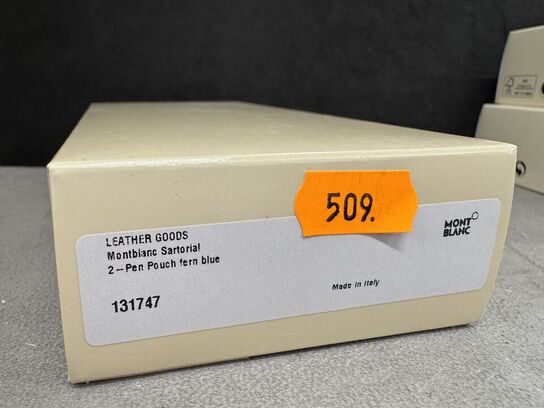 509.
LEATHER GOODS
Montblanc Sartorial
2--Pen Pouch fern blue
131747
Made in Italy
MONT
BLANC